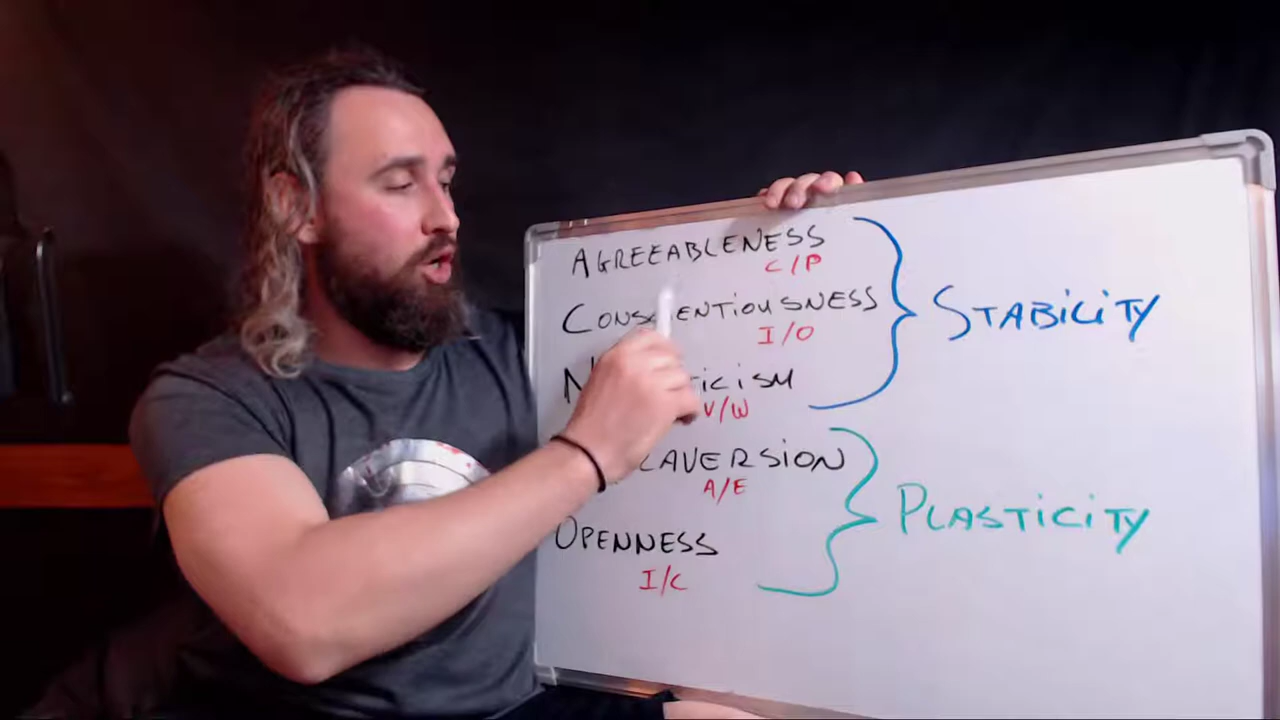 AGREEABLENESS
C/P
CONSCIENTIOUSNESS
I/O
V/W
A/E
OPENNESS
I/C
STABILITY
PLASTICITY